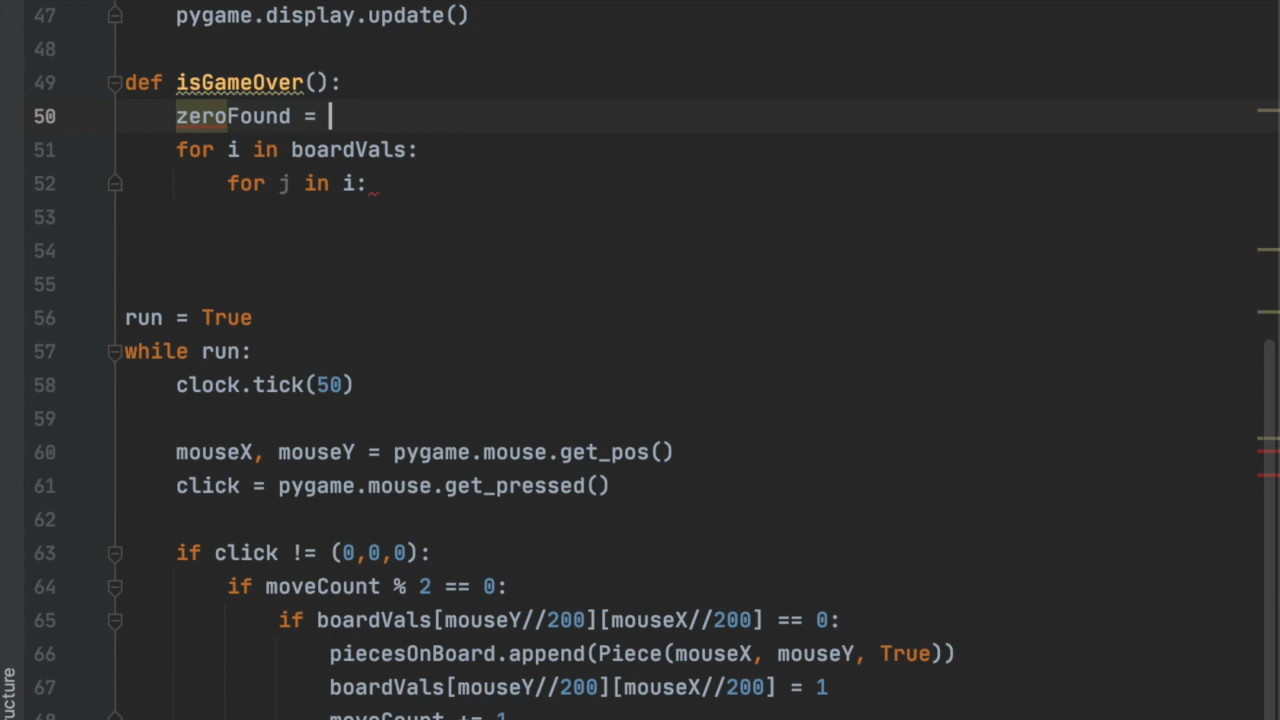 47 pygame.display.update()
48
49 def isGameOver():
50 zeroFound =
51 for i in boardVals:
52 for j in i:
53
54
55
56 run = True
57 while run:
58 clock.tick(50)
59
60 mouseX, mouseY = pygame.mouse.get_pos()
61 click = pygame.mouse.get_pressed()
62
63 if click != (0,0,0):
64 if moveCount % 2 == 0:
65 if boardVals[mouseY//200][mouseX//200] == 0:
66 piecesOnBoard.append(Piece(mouseX, mouseY, True))
67 boardVals[mouseY//200][mouseX//200] = 1
68 moveCount += 1
ucture